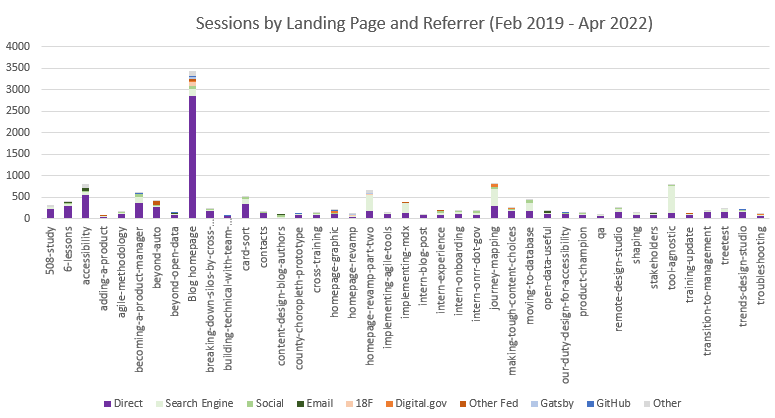 Sessions by Landing Page and Referrer (Feb 2019 - Apr 2022)
4000
3500
3000
2500
2000
1500
1000
500
0
508-study
6-lessons
accessibility
adding-a-product
agile-methodology
becoming-a-product-manager
beyond-auto
beyond-open-data
Blog homepage
breaking-down-silos-by-cross-…
building-technical-with-team-…
card-sort
contacts
content-design-blog-authors
county-choropleth-prototype
cross-training
homepage-graphic
homepage-revamp
homepage-revamp-part-two
implementing-agile-tools
implementing-mdx
intern-blog-post
intern-experience
intern-onboarding
intern-onrr-dot-gov
journey-mapping
making-tough-content-choices
moving-to-database
open-data-useful
our-duty-design-for-accessibility
product-champion
qa
remote-design-studio
shaping
stakeholders
tool-agnostic
training-update
transition-to-management
treetest
trends-design-studio
troubleshooting
Direct Search Engine Social Email 18F Digital.gov Other Fed Gatsby GitHub Other